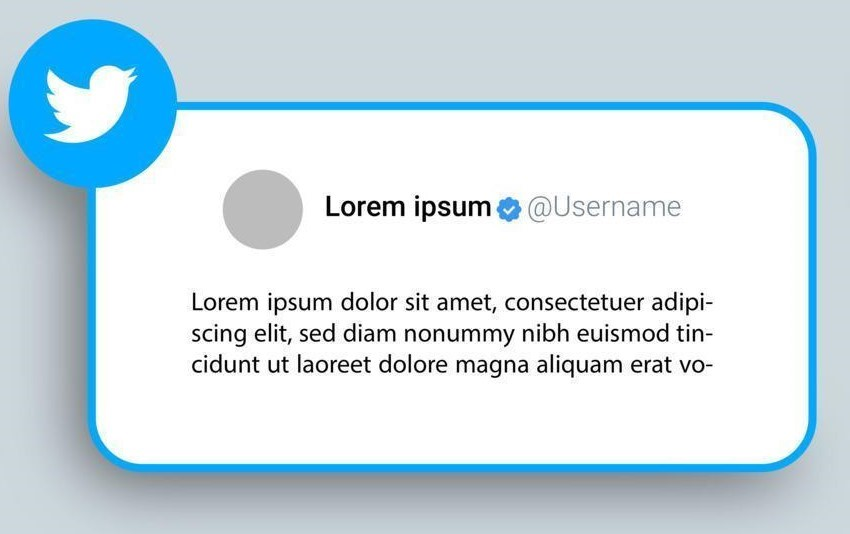 Lorem ipsum @Username
Lorem ipsum dolor sit amet, consectetuer adipi-
scing elit, sed diam nonummy nibh euismod tin-
cidunt ut laoreet dolore magna aliquam erat vo-